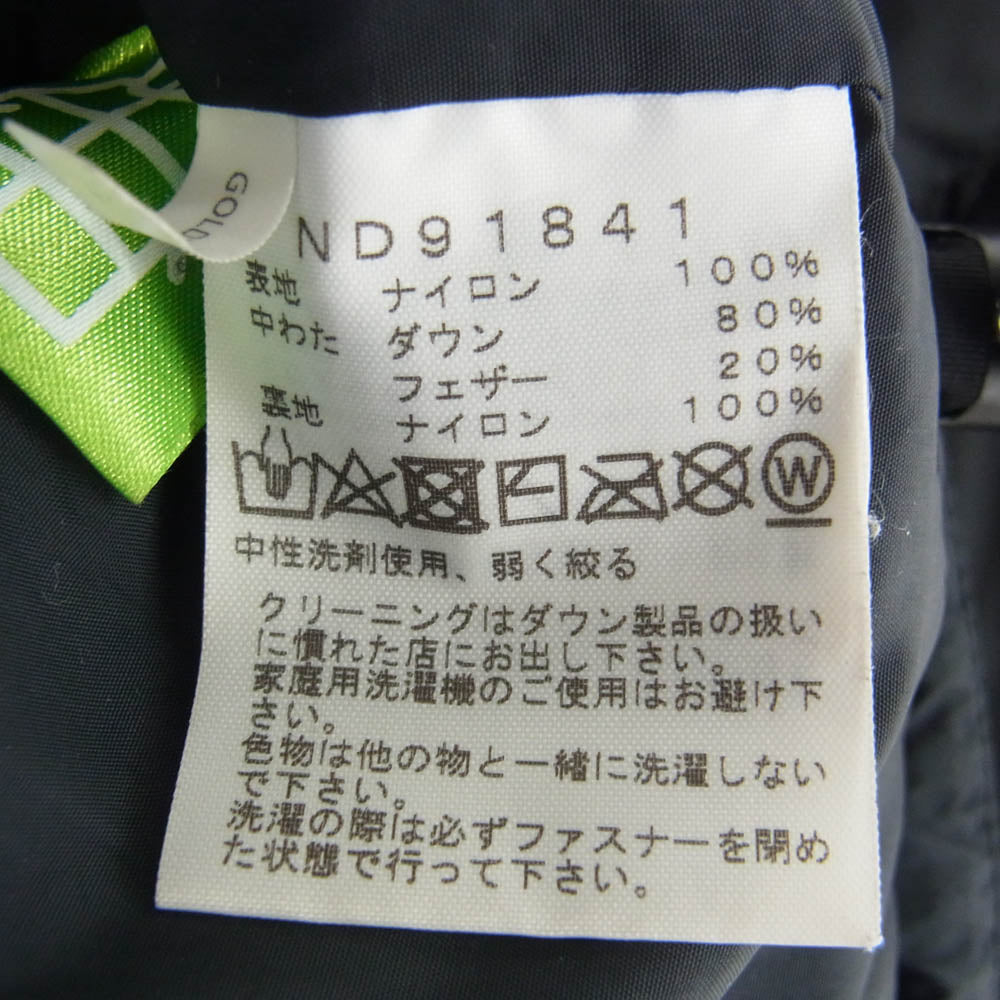 GOLD
ND91841
表地 ナイロン 100%
中わた ダウン 80%
フェザー 20%
裏地 ナイロン 100%
W
中性洗剤使用、弱く絞る
クリーニングはダウン製品の扱い
に慣れた店にお出し下さい。
家庭用洗濯機のご使用はお避け下
さい。
色物は他の物と一緒に洗濯しない
で下さい。
洗濯の際は必ずファスナーを閉め
た状態で行って下さい。